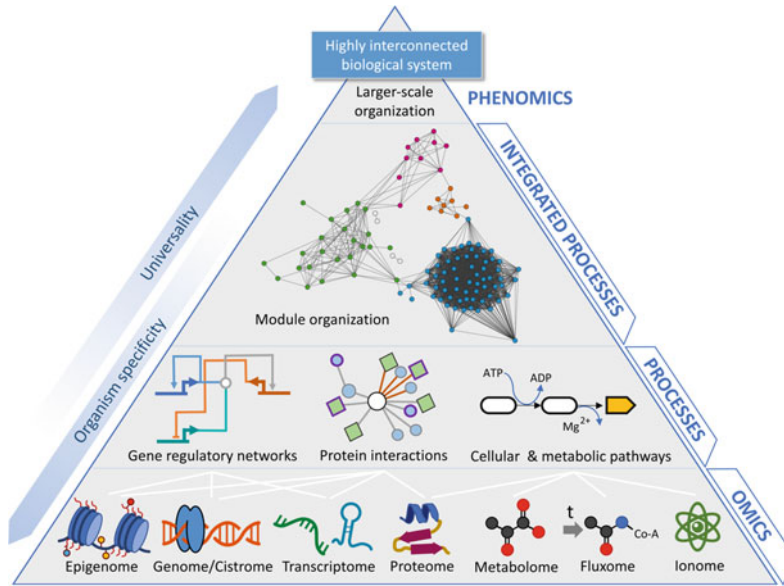 Highly interconnected
biological system
Larger-scale
organization
PHENOMICS
INTEGRATED PROCESSES
Universality
Module organization
Organism specificity
PROCESSES
ATP
ADP
Mg2+
Gene regulatory networks
Protein interactions
Cellular & metabolic pathways
OMICS
t
Co-A
Epigenome
Genome/Cistrome
Transcriptome
Proteome
Metabolome
Fluxome
Ionome